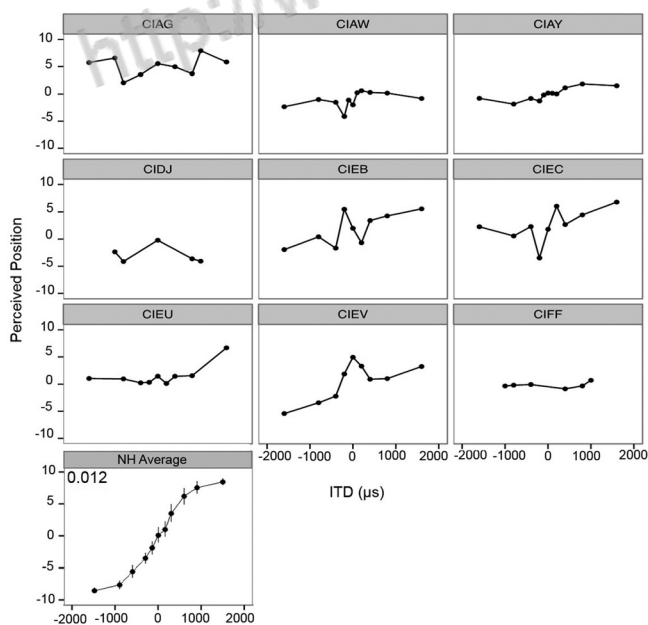 http://
CIAG CIAW CIAY
10
5
0
-5
-10
CIDJ CIEB CIEC
10
5
0
-5
-10
CIEU CIEV CIFF
10
5
0
-5
-10
-2000 -1000 0 1000 2000 -2000 -1000 0 1000 2000
NH Average
0.012
10
5
0
-5
-10
-2000 -1000 0 1000 2000
ITD (µs)
Perceived Position